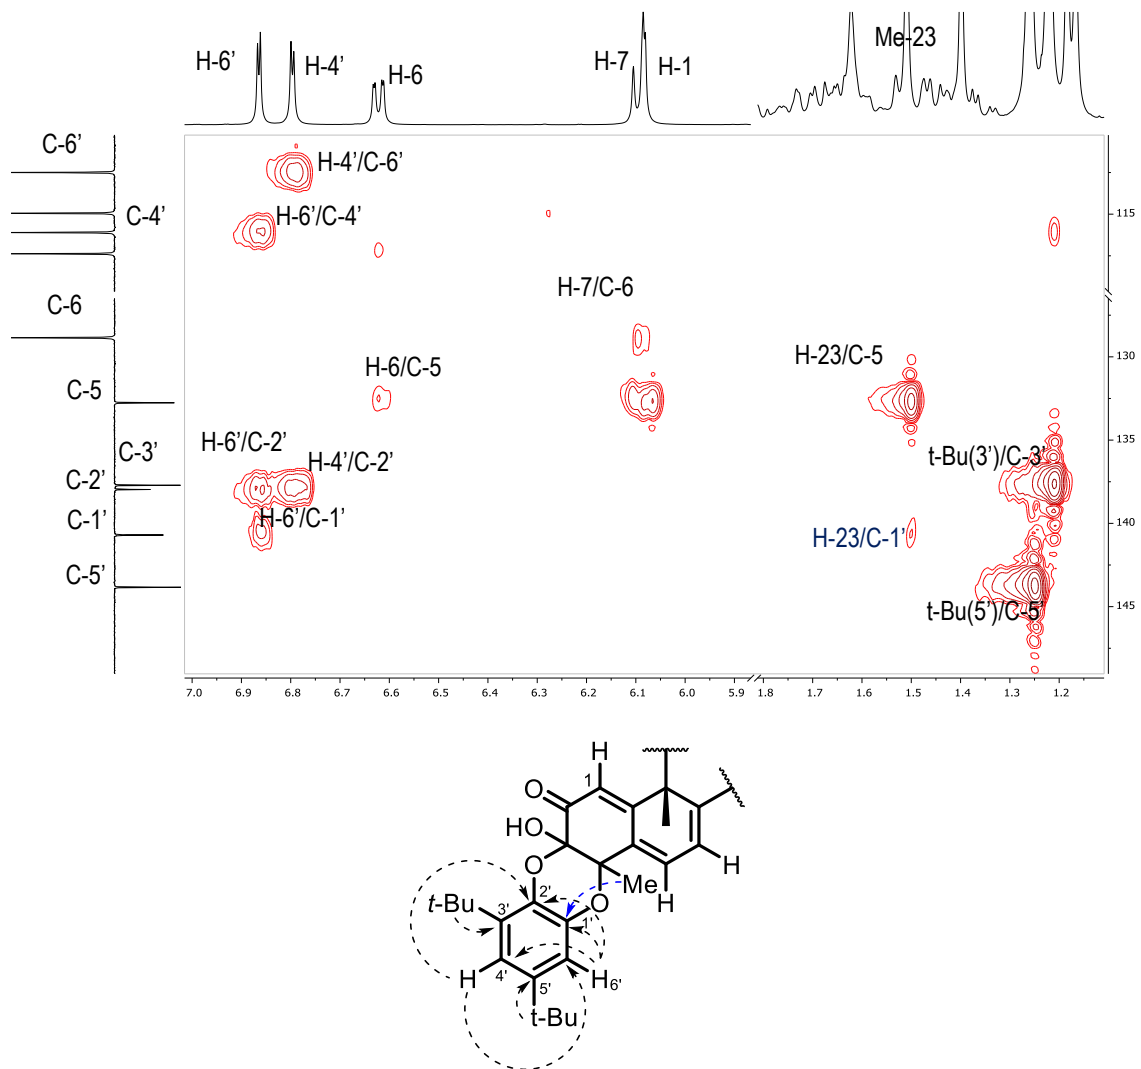 Me-23
H-6’
H-4’
H-6
H-7
H-1
C-6’
H-4’/C-6’
C-4’
H-6’/C-4’
115
H-7/C-6
C-6
H-6/C-5
H-23/C-5
130
C-5
135
C-3’
H-6’/C-2’
H-4’/C-2’
t-Bu(3’)/C-3’
C-2’
H-6’/C-1’
H-23/C-1’
140
C-1’
C-5’
t-Bu(5’)/C-5’
145
7.0 6.9 6.8 6.7 6.6 6.3 6.2 6.1 6.0 5.9 1.8 1.7 1.6 1.5 1.4 1.3 1.2
H
1
O
HO
O
H
Me
H
t-Bu
2'
O
3'
1'
H
4'
H
6'
5'
t-Bu